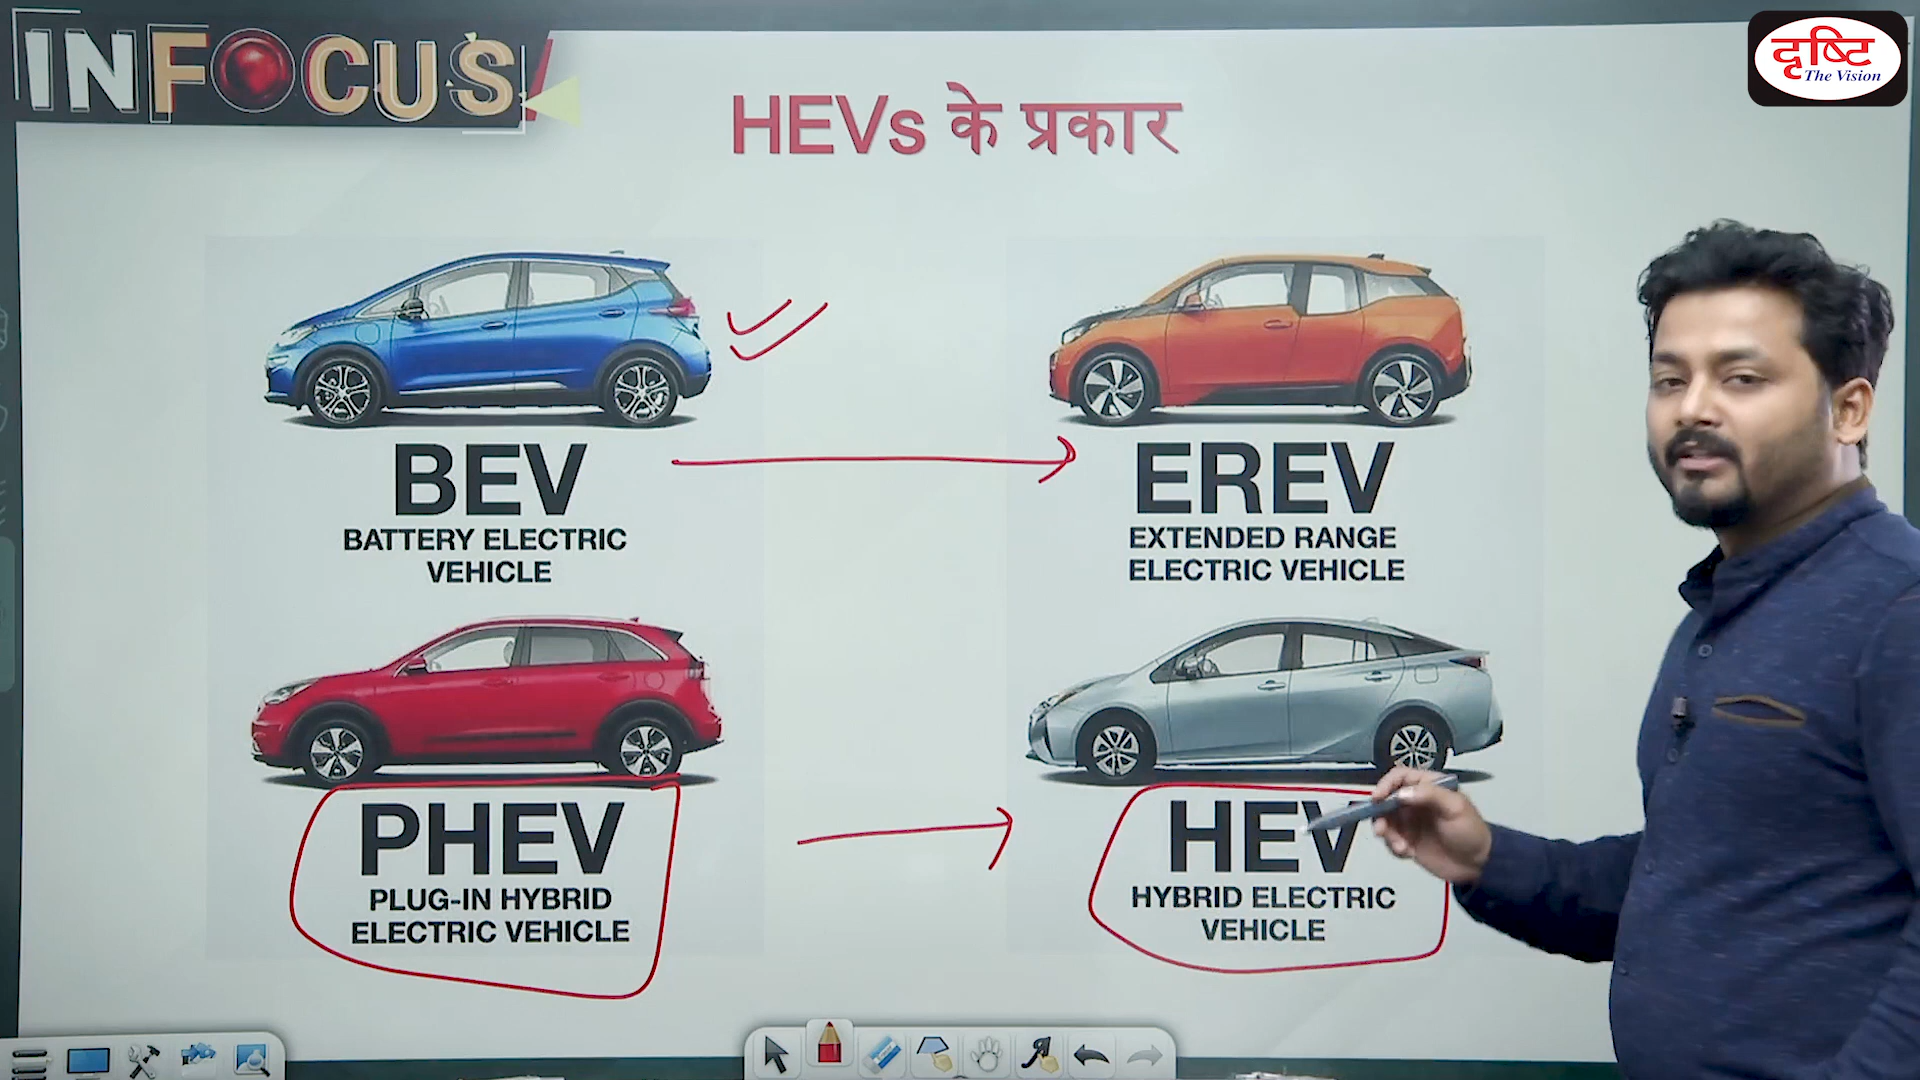 INFOCUS
दृष्टि
The Vision
HEVs के प्रकार
BEV
BATTERY ELECTRIC
VEHICLE
EREV
EXTENDED RANGE
ELECTRIC VEHICLE
PHEV
PLUG-IN HYBRID
ELECTRIC VEHICLE
HEV
HYBRID ELECTRIC
VEHICLE